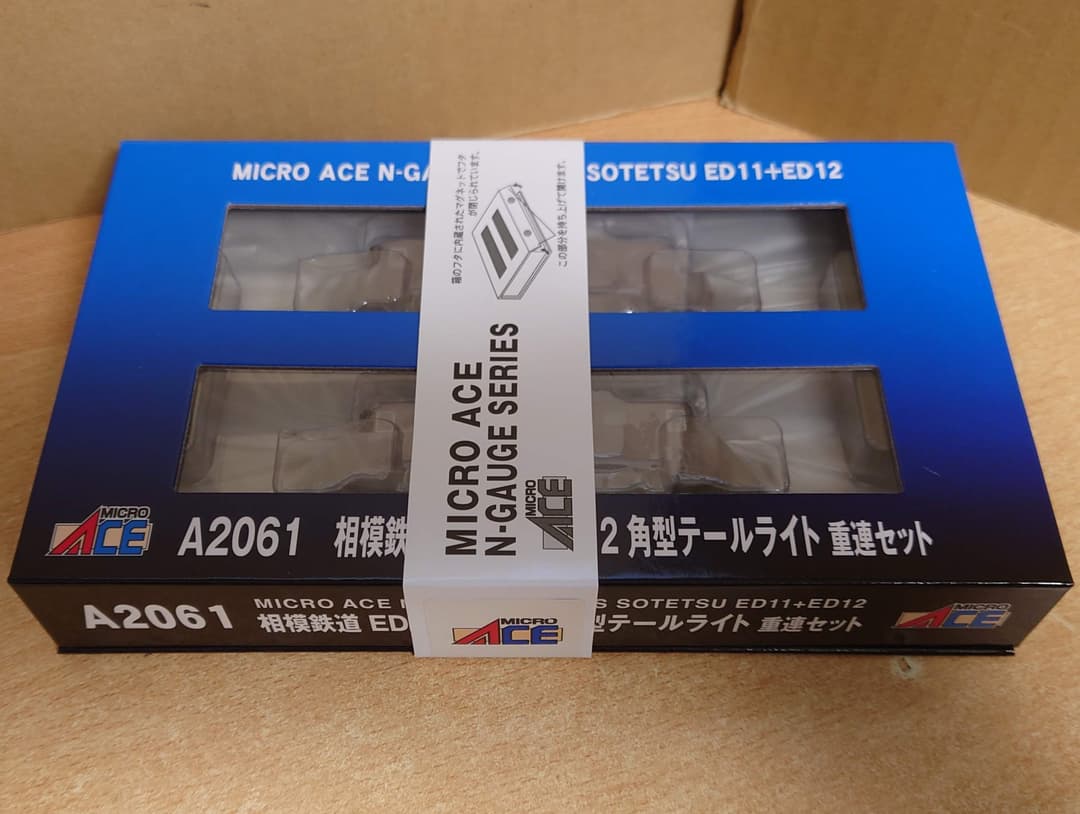 MICRO ACE N-GA
SOTETSU ED11+ED12
箱のフタに内蔵されたマグネットでフタ
が閉じられています。
この部分を持ち上げて開けます。
MICRO ACE
N-GAUGE SERIES
MICRO
ACE
MICRO
ACE
A2061 相模鉄
2 角型テールライト 重連セット
A2061
MICRO ACE
S SOTETSU ED11+ED12
相模鉄道 ED
型テールライト 重連セット
MICRO
ACE
MICRO
ACE